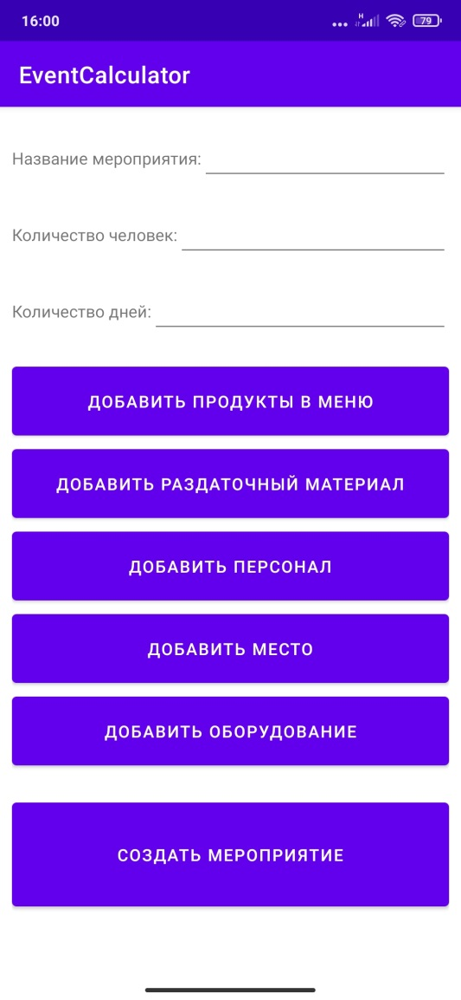 16:00
H
79
EventCalculator
Название мероприятия:
Количество человек:
Количество дней:
ДОБАВИТЬ ПРОДУКТЫ В МЕНЮ
ДОБАВИТЬ РАЗДАТОЧНЫЙ МАТЕРИАЛ
ДОБАВИТЬ ПЕРСОНАЛ
ДОБАВИТЬ МЕСТО
ДОБАВИТЬ ОБОРУДОВАНИЕ
СОЗДАТЬ МЕРОПРИЯТИЕ